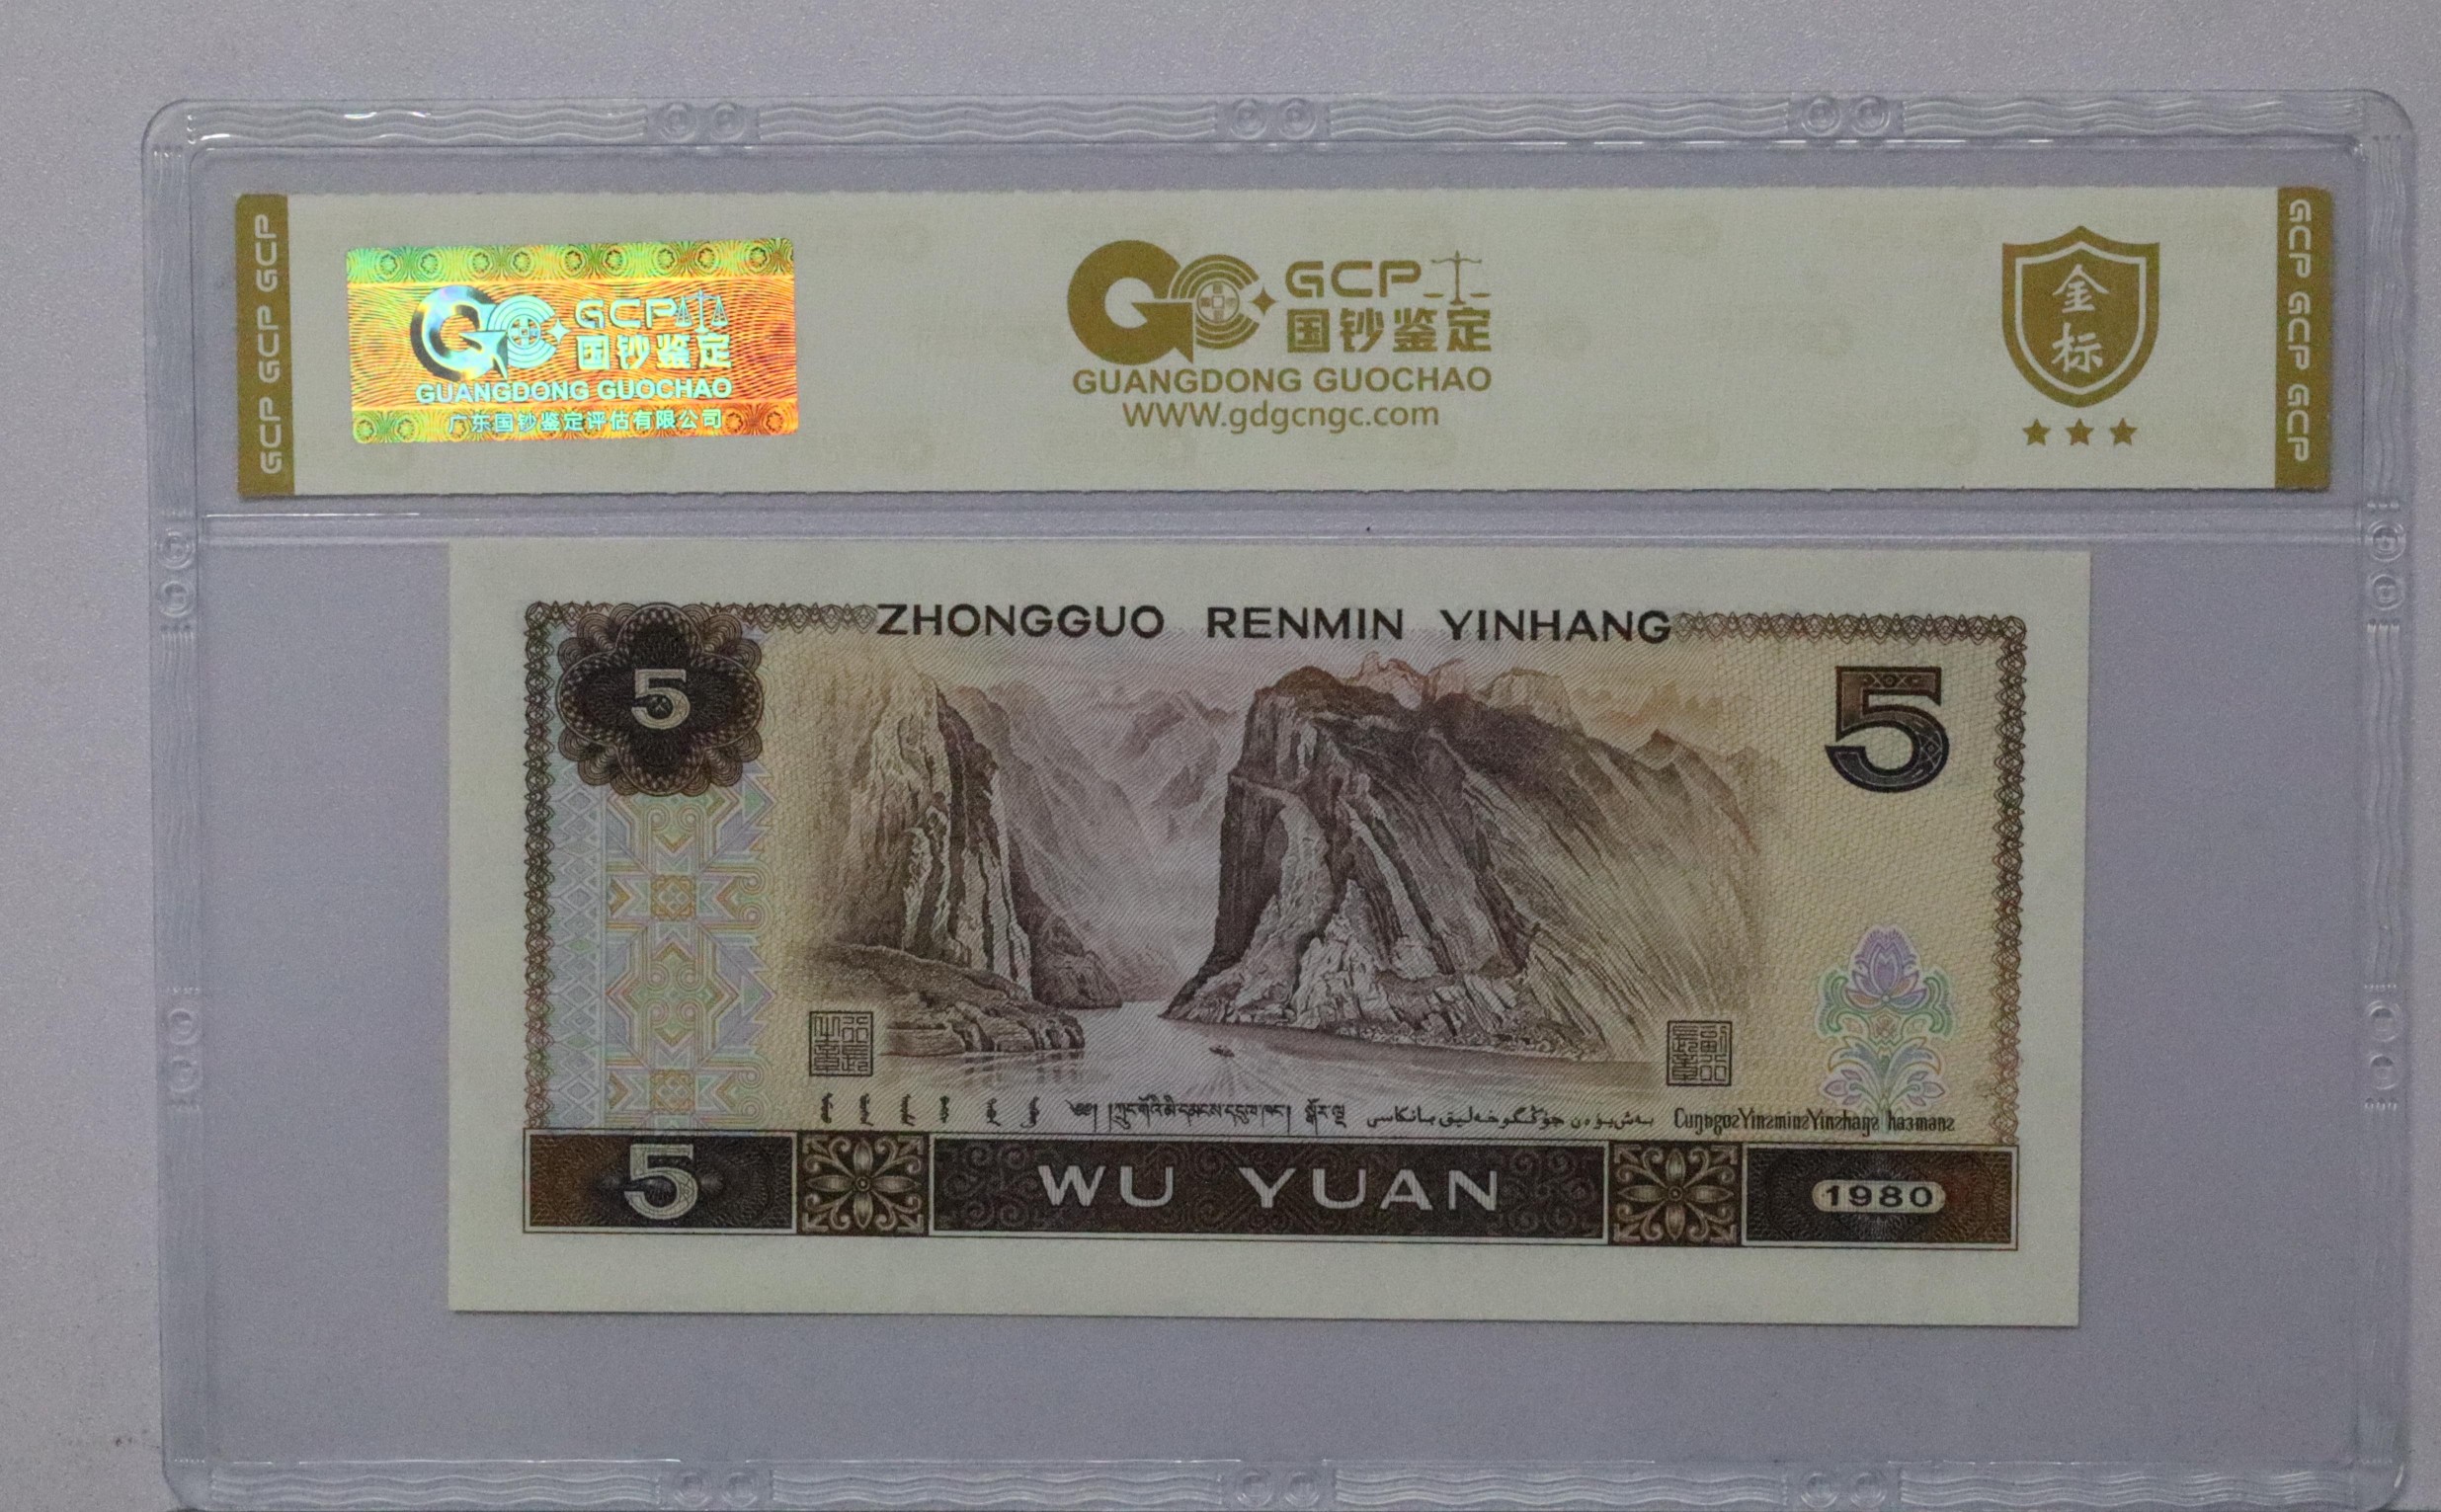 GCP GCP GCP
GCP
国钞鉴定
GUANGDONG GUOCHAO
广东国钞鉴定评估有限公司
GCP
国钞鉴定
GUANGDONG GUOCHAO
WWW.gdgcngc.com
金
标
GCP GCP GCP
ZHONGGUO RENMIN YINHANG
5
5
5
WU YUAN
1980